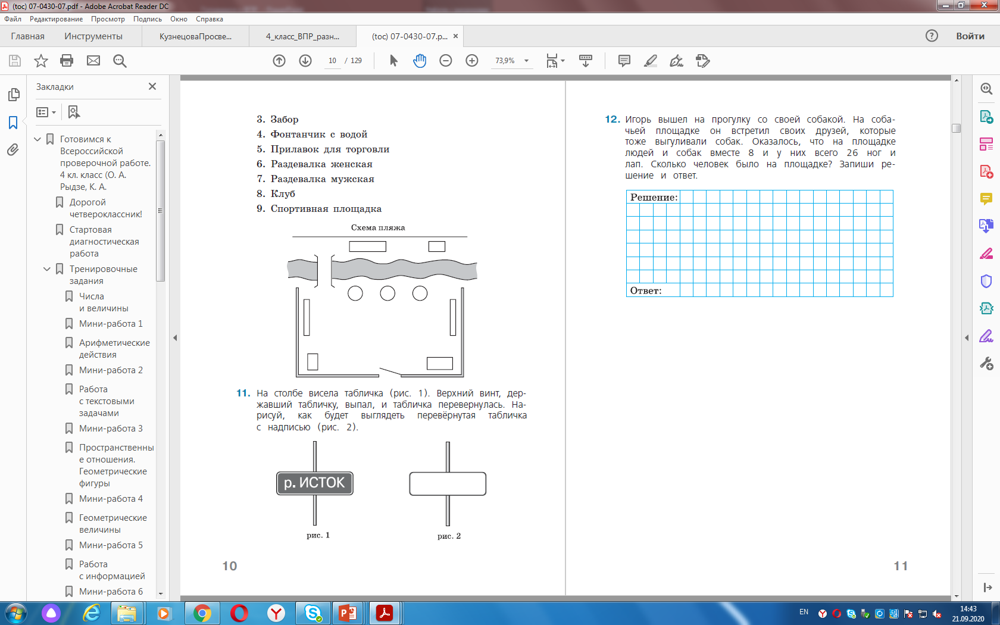 (toc) 07-0430-07.pdf - Adobe Acrobat Reader DC
Файл Редактирование Просмотр Подпись Окно Справка
Главная Инструменты КузнецоваПросве... 4_класс_ВПР_разн... (toc) 07-0430-07.p... × ? Войти
10 / 129 73,9%
Закладки
Готовимся к
Всероссийской
проверочной работе.
4 кл. класс (О. А.
Рыдзе, К. А.
Дорогой
четвероклассник!
Стартовая
диагностическая
работа
Тренировочные
задания
Числа
и величины
Мини-работа 1
Арифметические
действия
Мини-работа 2
Работа
с текстовыми
задачами
Мини-работа 3
Пространственны
е отношения.
Геометрические
фигуры
Мини-работа 4
Геометрические
величины
Мини-работа 5
Работа
с информацией
Мини-работа 6
3. Забор
4. Фонтанчик с водой
5. Прилавок для торговли
6. Раздевалка женская
7. Раздевалка мужская
8. Клуб
9. Спортивная площадка
Схема пляжа
11. На столбе висела табличка (рис. 1). Верхний винт, дер-
жавший табличку, выпал, и табличка перевернулась. На-
рисуй, как будет выглядеть перевёрнутая табличка
с надписью (рис. 2).
р. ИСТОК
рис. 1 рис. 2
10
12. Игорь вышел на прогулку со своей собакой. На соба-
чьей площадке он встретил своих друзей, которые
тоже выгуливали собак. Оказалось, что на площадке
людей и собак вместе 8 и у них всего 26 ног и
лап. Сколько человек было на площадке? Запиши ре-
шение и ответ.
Решение:
Ответ:
11
EN 14:43
21.09.2020